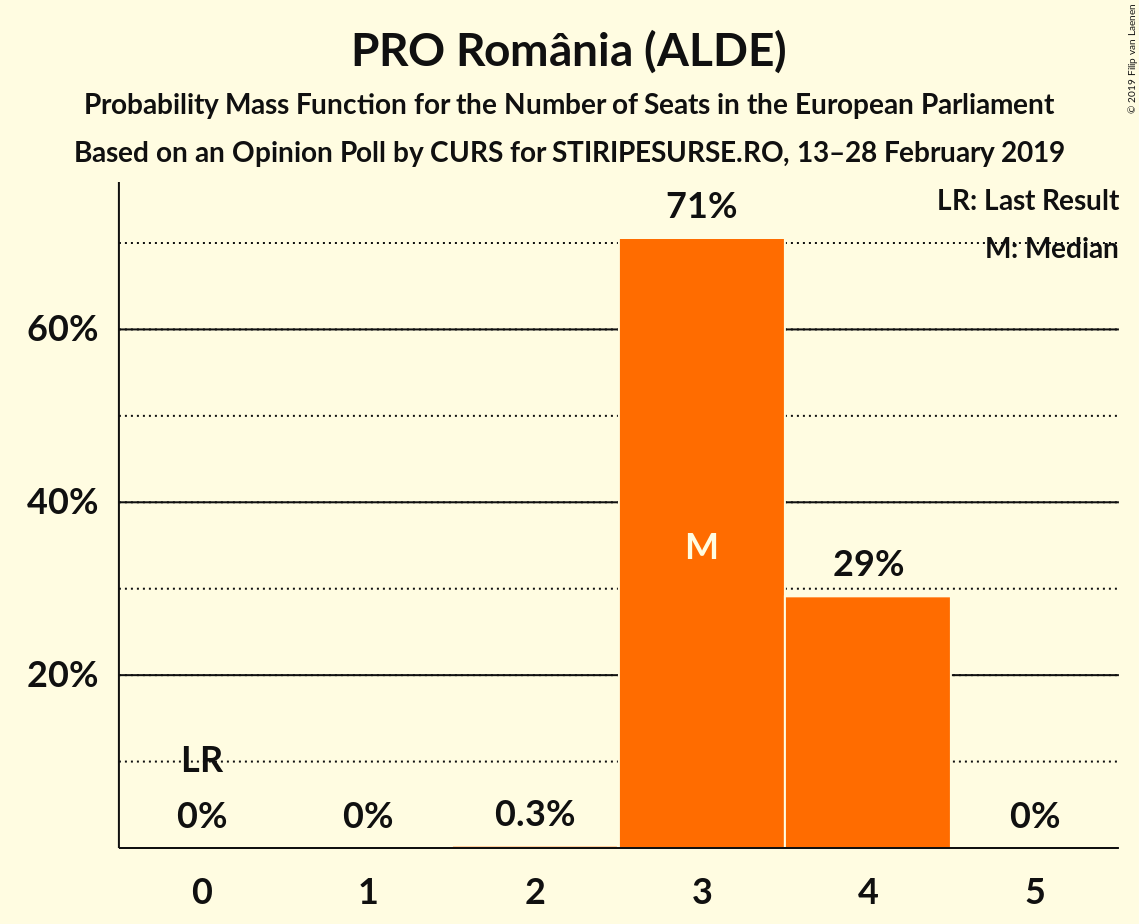 PRO România (ALDE)
Probability Mass Function for the Number of Seats in the European Parliament
Based on an Opinion Poll by CURS for STIRIPESURSE.RO, 13–28 February 2019
© 2019 Filip van Laenen
LR: Last Result
M: Median
71%
60%
40%
M
29%
20%
LR
0%
0%
0.3%
0%
0
1
2
3
4
5